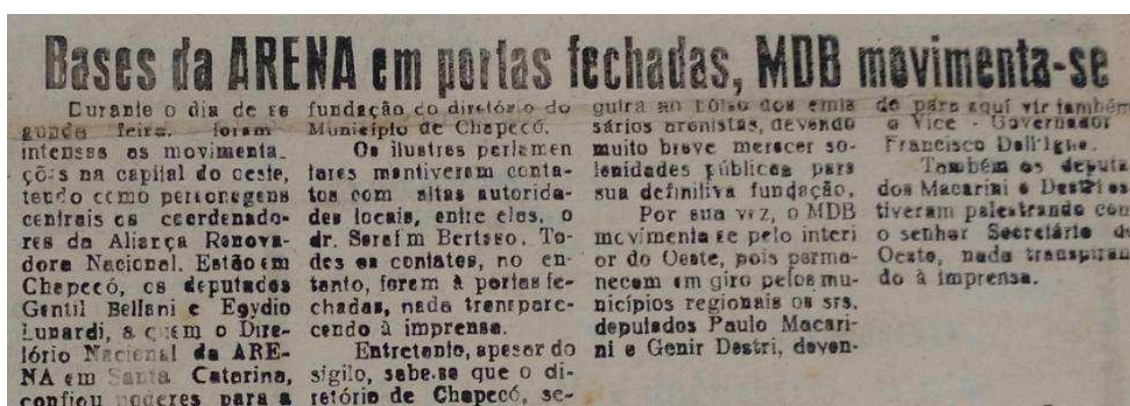 Bases da ARENA em portas fechadas, MDB movimenta-se
Durante o dia de se
gunda feira, foram
intensas as movimenta-
ções na capital do oeste,
tendo como personagens
centrais os coordenado-
res da Aliança Renova-
dora Nacional. Estão em
Chapecó, os deputados
Gentil Bellani e Egydio
Lunardi, a quem o Dire-
tório Nacional da ARE-
NA em Santa Catarina,
confiou poderes para a
fundação do diretório do
Município de Chapecó.
Os ilustres parlamen
tares mantiveram conta-
tos com altas autorida-
des locais, entre elas, o
dr. Serafim Bertaso. To-
dos os contatos, no en-
tanto, foram à portas fe-
chadas, nada tranrpare-
cendo à imprensa.
Entretanto, apesar do
sigilo, sabe-se que o di-
retório de Chapecó, se-
guirá no bolso dos emis
sários arenistas, devendo
muito breve merecer so-
lenidades públicas para
sua definitiva fundação.
Por sua vez, o MDB
movimenta se pelo interi
or do Oeste, pois perma-
necem em giro pelos mu-
nicípios regionais os srs.
deputados Paulo Macari-
ni e Genir Destri, deven-
do para aquí vir também
o Vice - Governador
Francisco Dall'Igna.
Também os deputa
dos Macarini e Destri es
tiveram palestrando com
o senhor Secretário do
Oeste, nada transpiran
do à imprensa.